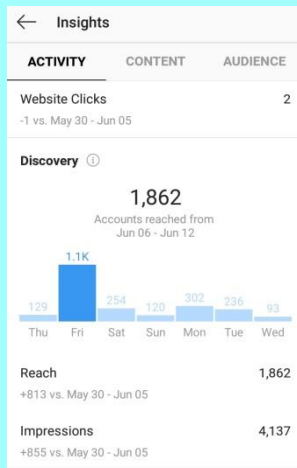 Insights
ACTIVITY CONTENT AUDIENCE
Website Clicks 2
-1 vs. May 30 - Jun 05
Discovery
1,862
Accounts reached from
Jun 06 - Jun 12
1.1K
129 254 120 302 236 93
Thu Fri Sat Sun Mon Tue Wed
Reach 1,862
+813 vs. May 30 - Jun 05
Impressions 4,137
+855 vs. May 30 - Jun 05